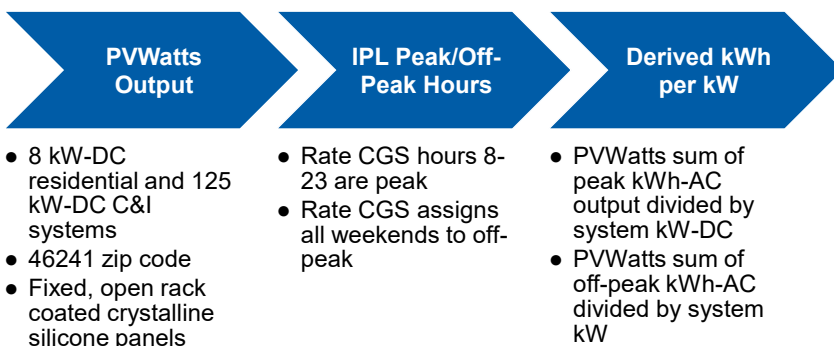 PVWatts
Output
IPL Peak/Off-
Peak Hours
Derived kWh
per kW
● 8 kW-DC
residential and 125
kW-DC C&I
systems
● 46241 zip code
● Fixed, open rack
coated crystalline
silicone panels
● Rate CGS hours 8-
23 are peak
● Rate CGS assigns
all weekends to off-
peak
● PVWatts sum of
peak kWh-AC
output divided by
system kW-DC
● PVWatts sum of
off-peak kWh-AC
divided by system
kW